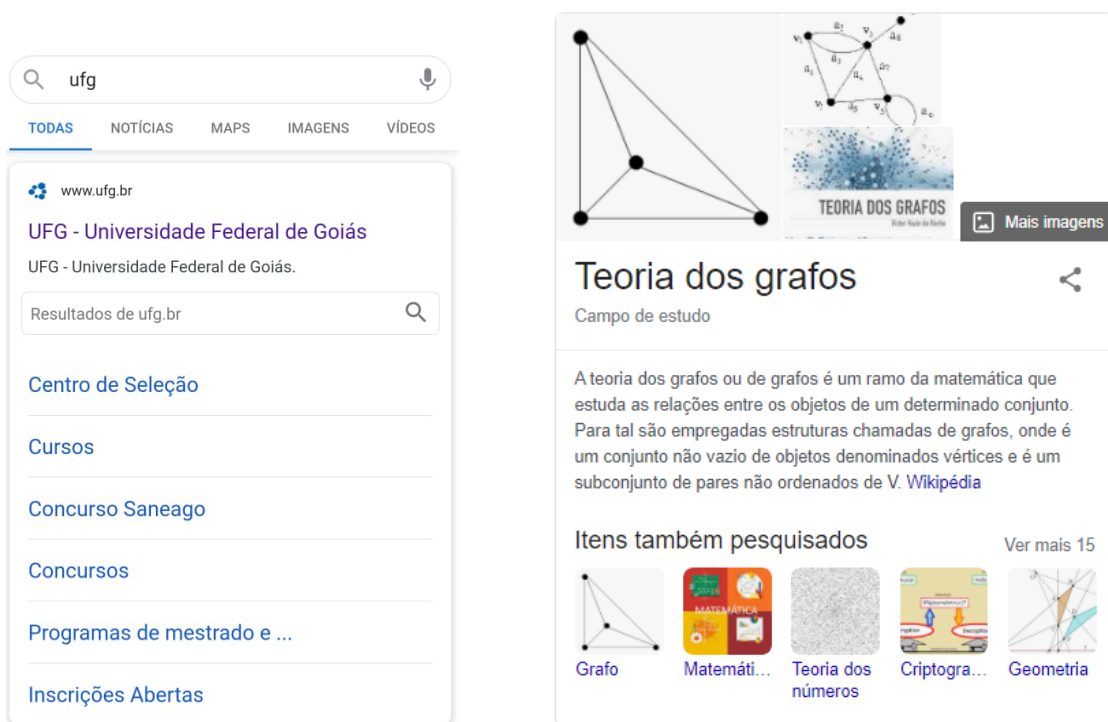 ufg
TODAS NOTÍCIAS MAPS IMAGENS VÍDEOS
www.ufg.br
UFG - Universidade Federal de Goiás
UFG - Universidade Federal de Goiás.
Resultados de ufg.br
Centro de Seleção
Cursos
Concurso Saneago
Concursos
Programas de mestrado e ...
Inscrições Abertas
TEORIA DOS GRAFOS
Mais imagens
Teoria dos grafos
Campo de estudo
A teoria dos grafos ou de grafos é um ramo da matemática que
estuda as relações entre os objetos de um determinado conjunto.
Para tal são empregadas estruturas chamadas de grafos, onde é
um conjunto não vazio de objetos denominados vértices e é um
subconjunto de pares não ordenados de V. Wikipédia
Itens também pesquisados
Ver mais 15
MATEMÁTICA
Grafo
Matemáti...
Teoria dos
números
Criptogra...
Geometria